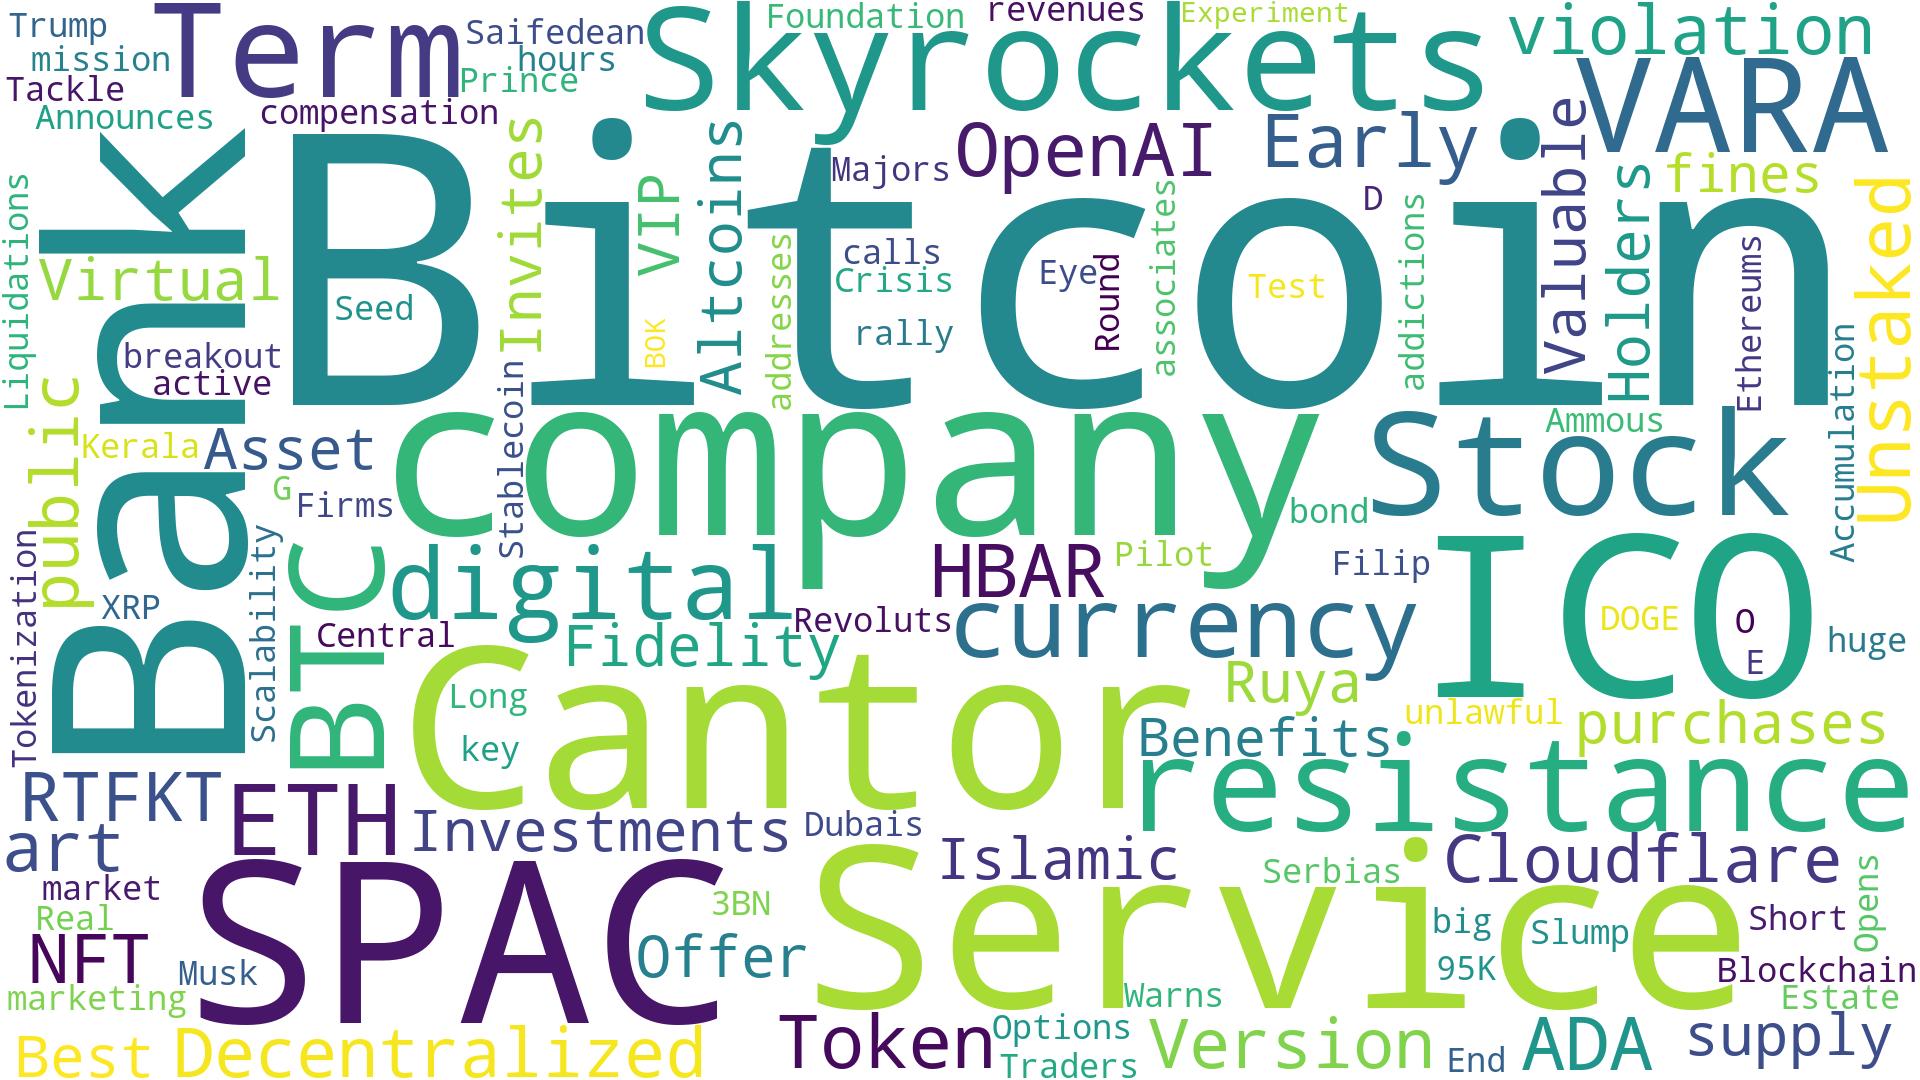 Trump
mission
Tackle
Announces
Term
Saifedean
hours
Prince
compensation
Skyrockets
Foundation
revenues
Experiment
violation
VARA
Bank
Bitcoin
Invites
VIP
Altcoins
Majors
OpenAI
Early
Valuable
Holders
fines
Unstaked
Liquidations
Virtual
Seed
BOK
addresses
calls
Crisis
rally
Eye
Round
associates
Test
D
addictions
Ethereums
Accumulation
breakout
active
public
Kerala
Asset
G
Firms
Stablecoin
company
bond
Stock
Ammous
Tokenization
XRP
Scalability
BTC
Central
digital
Fidelity
Revoluts
HBAR
Pilot
currency
Filip
ICO
DOGE
O
E
huge
Cantor
Long
key
Ruya
Benefits
unlawful
purchases
resistance
RTFKT
art
ETH
Investments
Dubais
Islamic
Serbias
Cloudflare
Opens
market
Real
NFT
Musk
marketing
SPAC
3BN
Offer
Service
big
95K
Slump
Short
Blockchain
Estate
Warns
Best
Decentralized
Token
Options
Traders
Version
End
ADA
supply